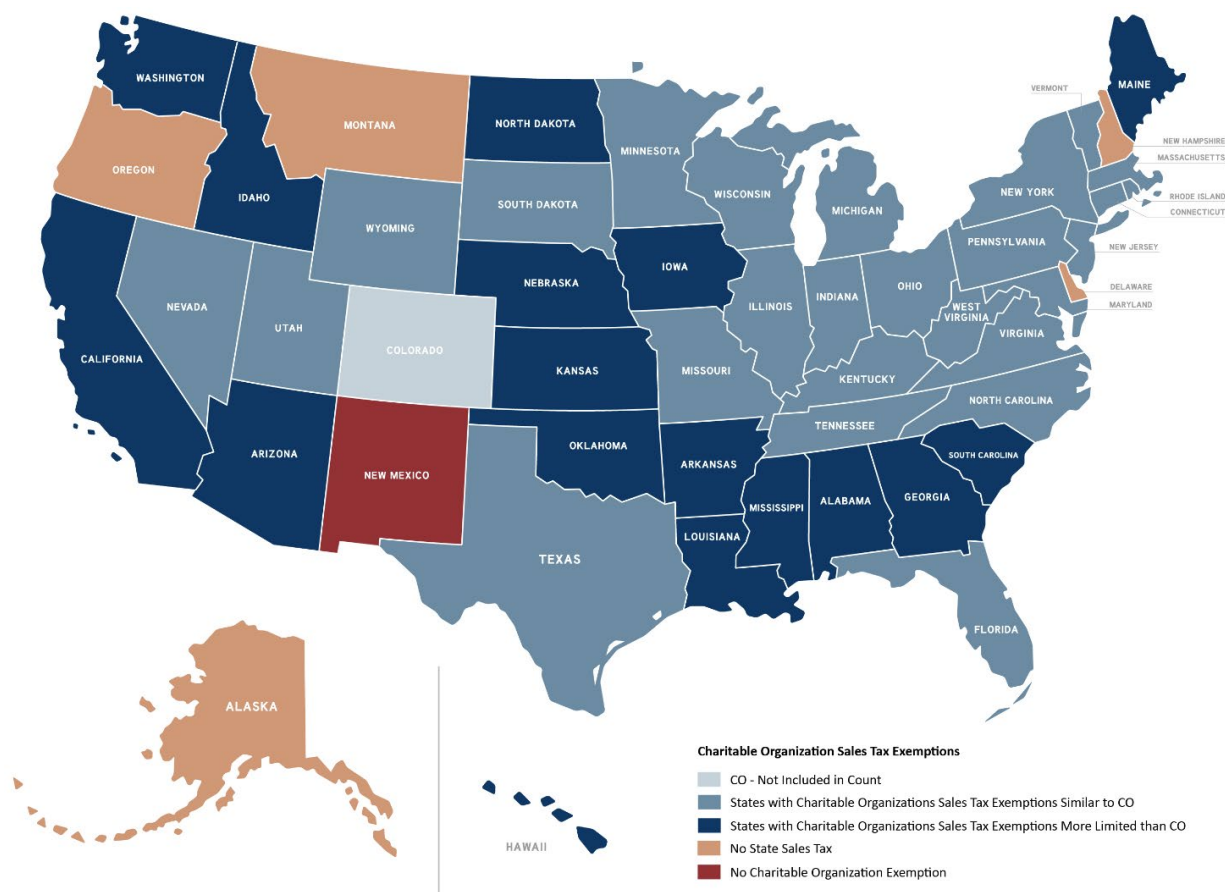 MAINE
WASHINGTON
VERMONT
MONTANA
NORTH DAKOTA
NEW HAMPSHIRE
MINNESOTA
MASSACHUSETTS
OREGON
IDAHO
WISCONSIN
NEW YORK
RHODE ISLAND
SOUTH DAKOTA
MICHIGAN
CONNECTICUT
WYOMING
PENNSYLVANIA
NEW JERSEY
IOWA
NEBRASKA
OHIO
DELAWARE
NEVADA
ILLINOIS
INDIANA
WEST
VIRGINIA
MARYLAND
UTAH
VIRGINIA
COLORADO
CALIFORNIA
KANSAS
MISSOURI
KENTUCKY
NORTH CAROLINA
TENNESSEE
OKLAHOMA
ARIZONA
ARKANSAS
SOUTH CAROLINA
NEW MEXICO
MISSISSIPPI
ALABAMA
GEORGIA
LOUISIANA
TEXAS
FLORIDA
ALASKA
HAWAII
Charitable Organization Sales Tax Exemptions
CO - Not Included in Count
States with Charitable Organizations Sales Tax Exemptions Similar to CO
States with Charitable Organizations Sales Tax Exemptions More Limited than CO
No State Sales Tax
No Charitable Organization Exemption